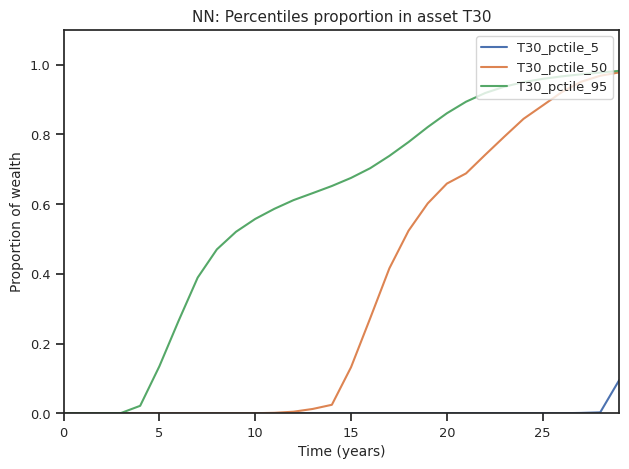 NN: Percentiles proportion in asset T30
T30_pctile_5
T30_pctile_50
T30_pctile_95
Proportion of wealth
1.0
0.8
0.6
0.4
0.2
0.0
0 5 10 15 20 25
Time (years)